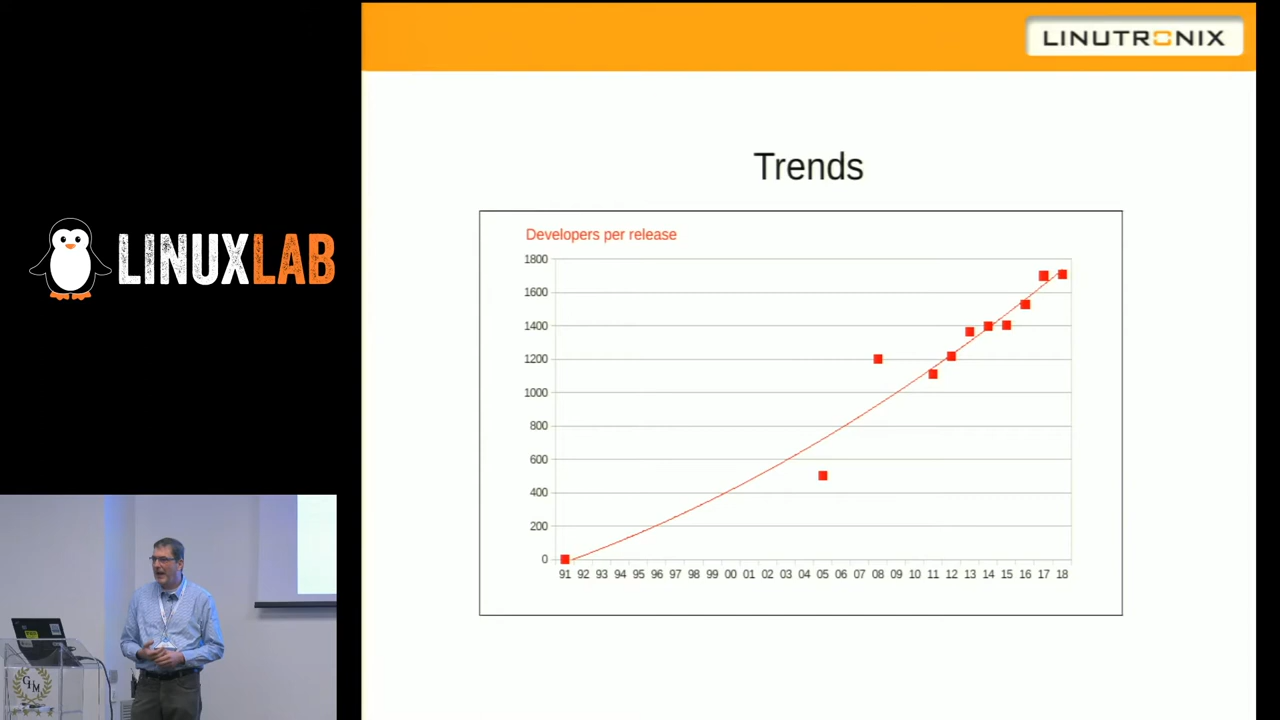 LINUTRONIX
Trends
LINUXLAB
Developers per release
1800
1600
1400
1200
1000
800
600
400
200
0
91 92 93 94 95 96 97 98 99 00 01 02 03 04 05 06 07 08 09 10 11 12 13 14 15 16 17 18
GHM